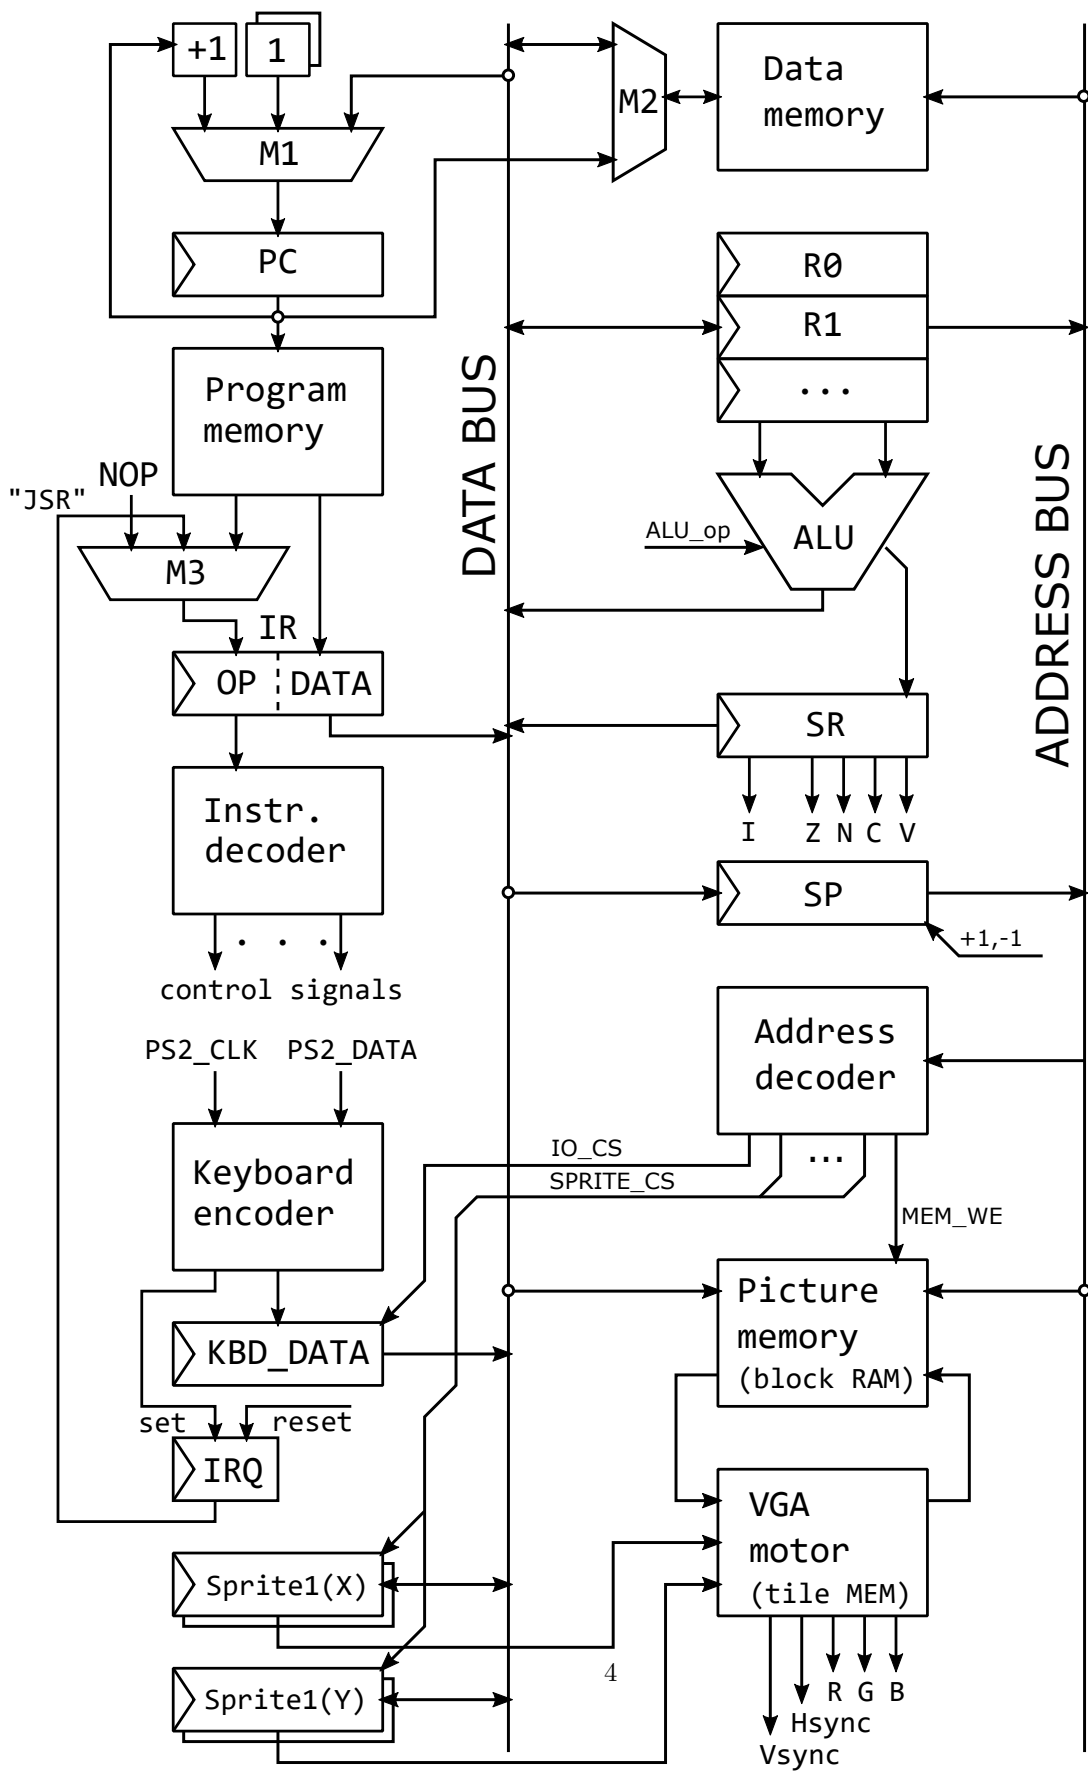 +1
1
M1
PC
Program
memory
NOP
"JSR"
M3
IR
OP
DATA
Instr.
decoder
. . .
control signals
PS2_CLK
PS2_DATA
Keyboard
encoder
KBD_DATA
set
reset
IRQ
Sprite1(X)
Sprite1(Y)
DATA BUS
M2
Data
memory
R0
R1
...
ALU_op
ALU
SR
I
Z
N
C
V
SP
+1,-1
Address
decoder
IO_CS
SPRITE_CS
...
MEM_WE
Picture
memory
(block RAM)
VGA
motor
(tile MEM)
R
G
B
Hsync
Vsync
ADDRESS BUS
4